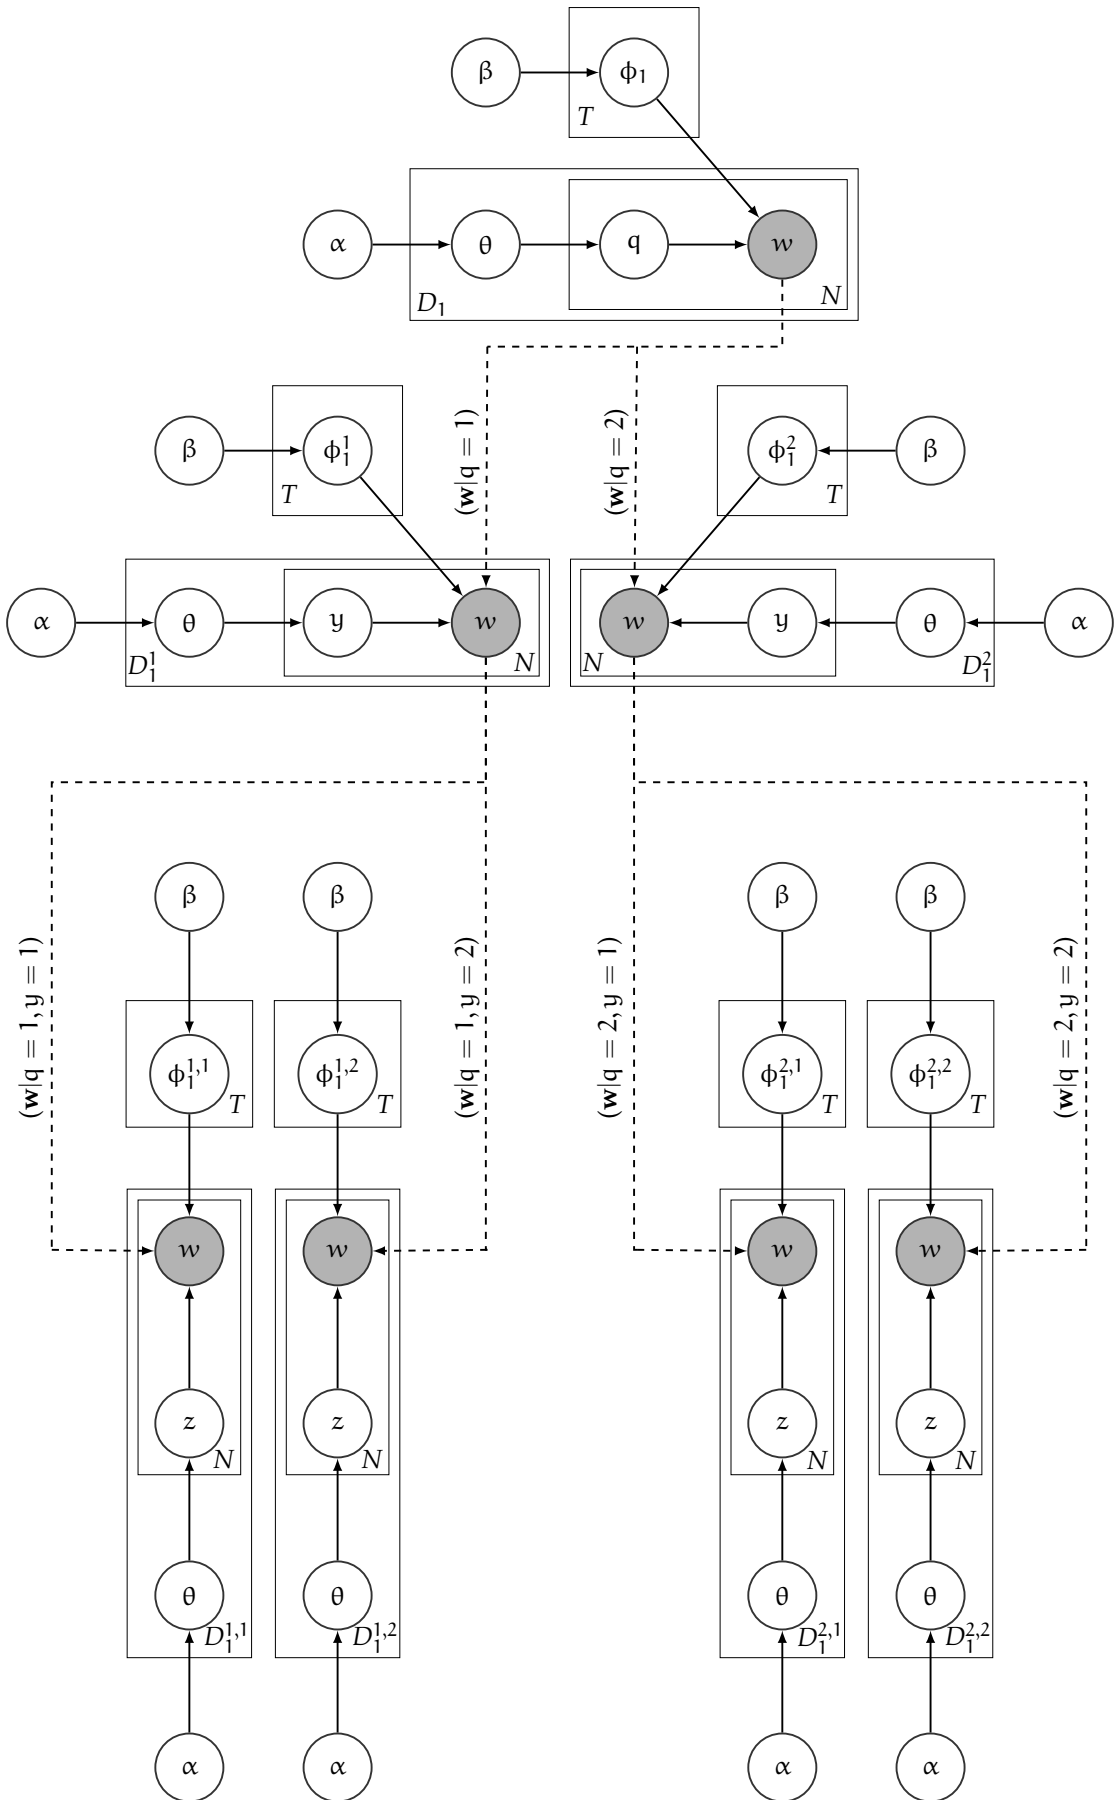 β ϕ₁
T
α θ q w
D₁ N
(w|q = 1) (w|q = 2)
β ϕ₁¹ ϕ₁² β
T T
α θ y w w y θ α
D₁¹ N N D₁²
β β β β
(w|q = 1, y = 1) (w|q = 1, y = 2) (w|q = 2, y = 1) (w|q = 2, y = 2)
ϕ₁¹,¹ ϕ₁¹,² ϕ₁²,¹ ϕ₁²,²
T T T T
w w w w
z z z z
N N N N
θ θ θ θ
D₁¹,¹ D₁¹,² D₁²,¹ D₁²,²
α α α α